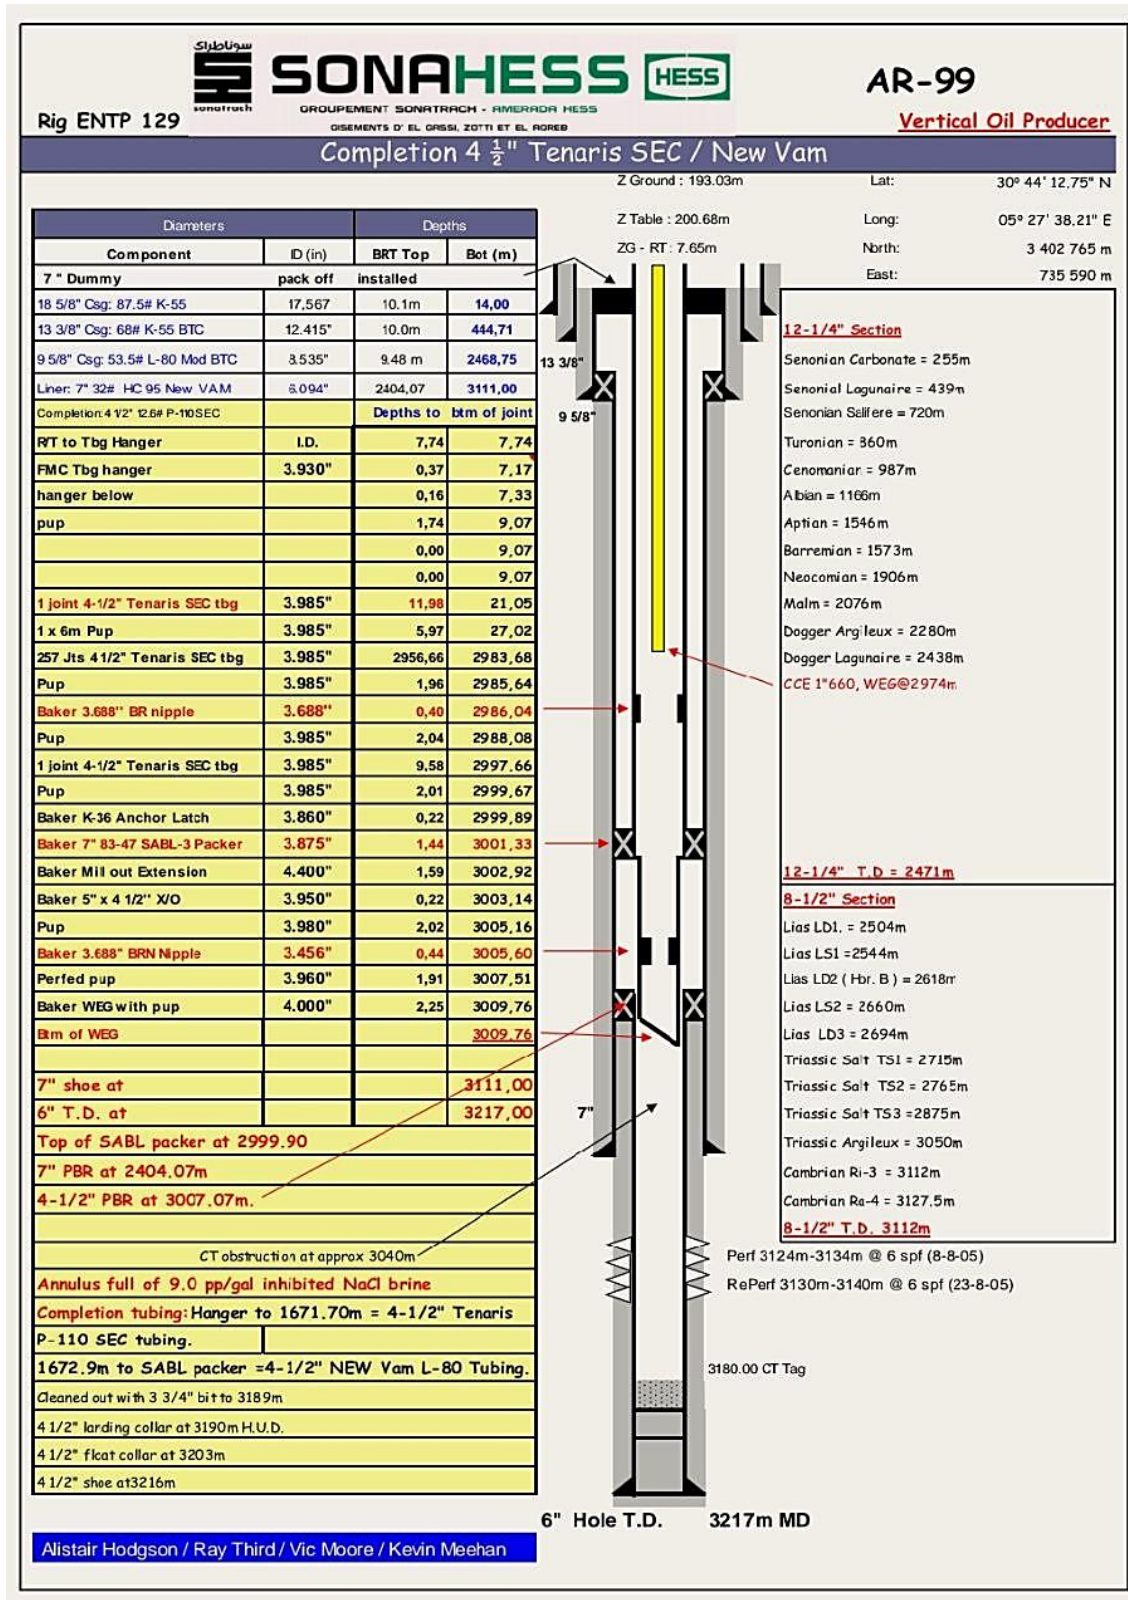 سوناطراك
sonatrach
SONAHESS
HESS
GROUPEMENT SONATRACH - AMERADA HESS
GISEMENTS D' EL GASSI, ZOTTI ET EL AGREB
Rig ENTP 129
AR-99
Vertical Oil Producer
Completion 4 ½" Tenaris SEC / New Vam
Z Ground : 193.03m
Lat: 30º 44' 12.75" N
Z Table : 200.68m
Long: 05º 27' 38.21" E
ZG - RT : 7.65m
North: 3 402 765 m
East: 735 590 m
Diameters Depths
Component ID (in) BRT Top Bot (m)
7 " Dummy pack off installed
18 5/8" Csg: 87.5# K-55 17,567 10.1m 14,00
13 3/8" Csg: 68# K-55 BTC 12.415" 10.0m 444,71
9 5/8" Csg: 53.5# L-80 Mod BTC 8.535" 9.48 m 2468,75
Liner: 7" 32# HC 95 New VAM 6.094" 2404,07 3111,00
Completion: 4 1/2" 12.6# P-110 SEC Depths to btm of joint
R/T to Tbg Hanger I.D. 7,74 7,74
FMC Tbg hanger 3.930" 0,37 7,17
hanger below 0,16 7,33
pup 1,74 9,07
0,00 9,07
0,00 9,07
1 joint 4-1/2" Tenaris SEC tbg 3.985" 11,98 21,05
1 x 6m Pup 3.985" 5,97 27,02
257 Jts 4 1/2" Tenaris SEC tbg 3.985" 2956,66 2983,68
Pup 3.985" 1,96 2985,64
Baker 3.688'' BR nipple 3.688'' 0,40 2986,04
Pup 3.985" 2,04 2988,08
1 joint 4-1/2" Tenaris SEC tbg 3.985" 9,58 2997,66
Pup 3.985" 2,01 2999,67
Baker K-36 Anchor Latch 3.860" 0,22 2999,89
Baker 7" 83-47 SABL-3 Packer 3.875" 1,44 3001,33
Baker Mill out Extension 4.400" 1,59 3002,92
Baker 5" x 4 1/2'' X/O 3.950" 0,22 3003,14
Pup 3.980" 2,02 3005,16
Baker 3.688" BRN Nipple 3.456" 0,44 3005,60
Perfed pup 3.960" 1,91 3007,51
Baker WEG with pup 4.000" 2,25 3009,76
Btm of WEG 3009,76
7" shoe at 3111,00
6" T.D. at 3217,00
Top of SABL packer at 2999.90
7" PBR at 2404.07m
4-1/2" PBR at 3007.07m.
CT obstruction at approx 3040m
Annulus full of 9.0 pp/gal inhibited NaCl brine
Completion tubing: Hanger to 1671.70m = 4-1/2" Tenaris
P-110 SEC tubing.
1672.9m to SABL packer =4-1/2" NEW Vam L-80 Tubing.
Cleaned out with 3 3/4" bit to 3189m
4 1/2" landing collar at 3190m H.U.D.
4 1/2" float collar at 3203m
4 1/2" shoe at3216m
Alistair Hodgson / Ray Third / Vic Moore / Kevin Meehan
13 3/8"
9 5/8"
7"
12-1/4" Section
Senonian Carbonate = 255m
Senonial Lagunaire = 439m
Senonian Salifere = 720m
Turonian = 860m
Cenomanian = 987m
Albian = 1166m
Aptian = 1546m
Barremian = 1573m
Neocomian = 1906m
Malm = 2076m
Dogger Argileux = 2280m
Dogger Lagunaire = 2438m
CCE 1"660, WEG@2974m
12-1/4" T.D = 2471m
8-1/2" Section
Lias LD1, = 2504m
Lias LS1 =2544m
Lias LD2 ( Hor. B ) = 2618m
Lias LS2 = 2660m
Lias LD3 = 2694m
Triassic Salt TS1 = 2715m
Triassic Salt TS2 = 2765m
Triassic Salt TS3 =2875m
Triassic Argileux = 3050m
Cambrian Ri-3 = 3112m
Cambrian Ra-4 = 3127.5m
8-1/2" T.D. 3112m
Perf 3124m-3134m @ 6 spf (8-8-05)
RePerf 3130m-3140m @ 6 spf (23-8-05)
3180.00 CT Tag
6" Hole T.D. 3217m MD